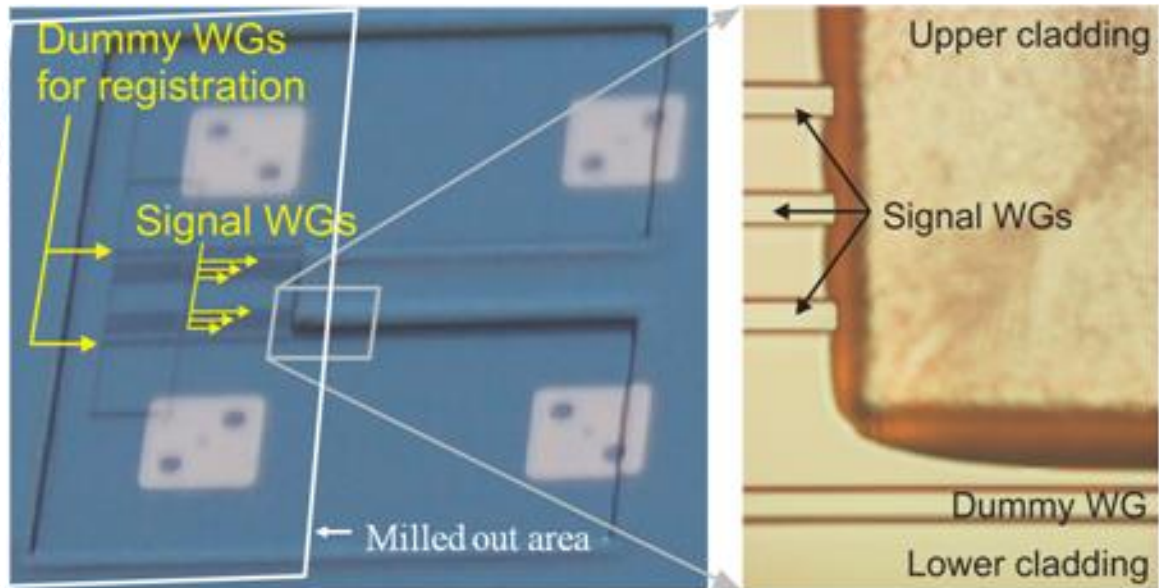 Dummy WGs
for registration
Signal WGs
Milled out area
Upper cladding
Signal WGs
Dummy WG
Lower cladding